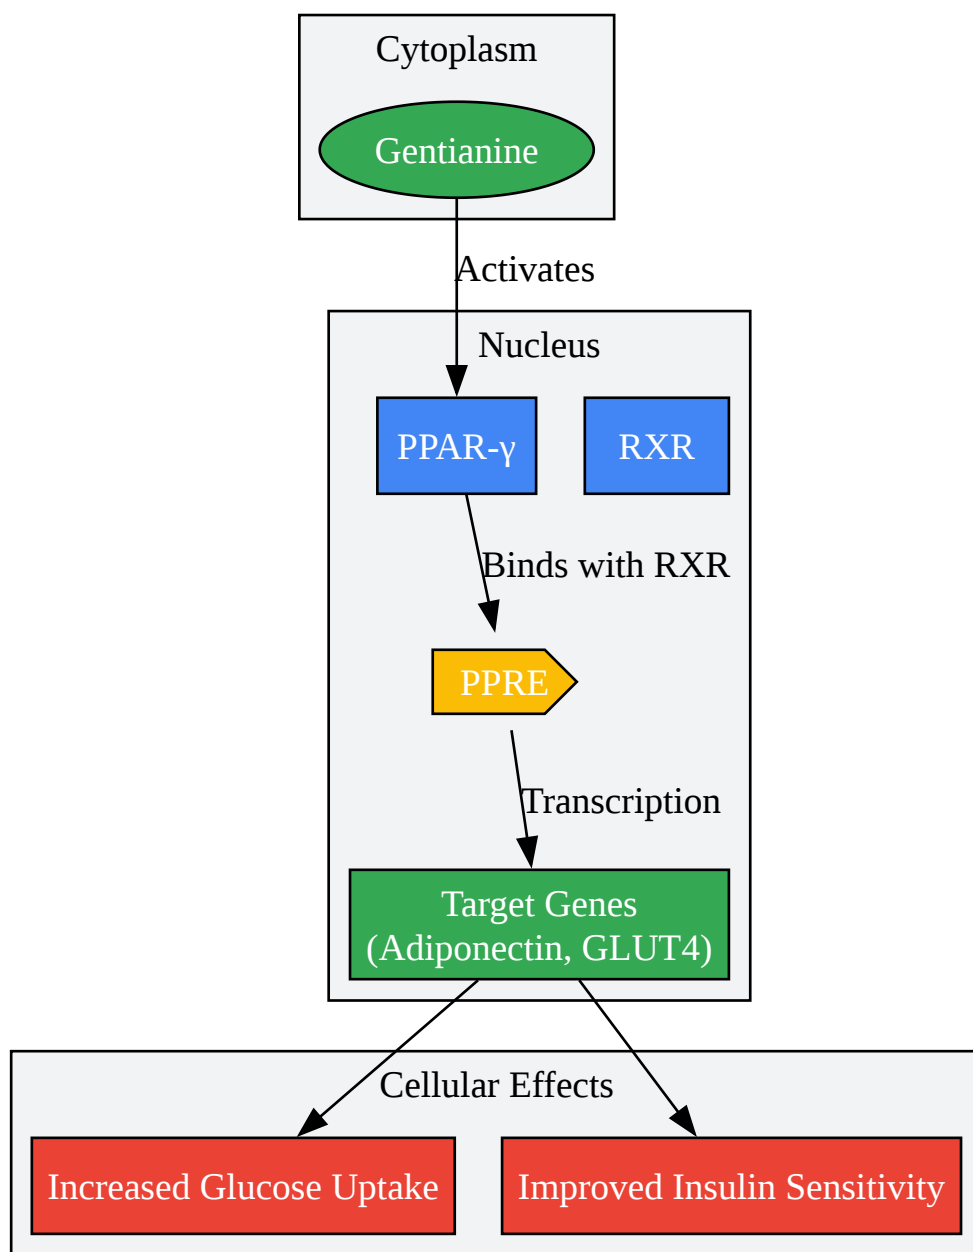 Cytoplasm
Gentianine
Activates
Nucleus
PPAR-γ
RXR
Binds with RXR
PPRE
Transcription
Target Genes
(Adiponectin, GLUT4)
Cellular Effects
Increased Glucose Uptake
Improved Insulin Sensitivity